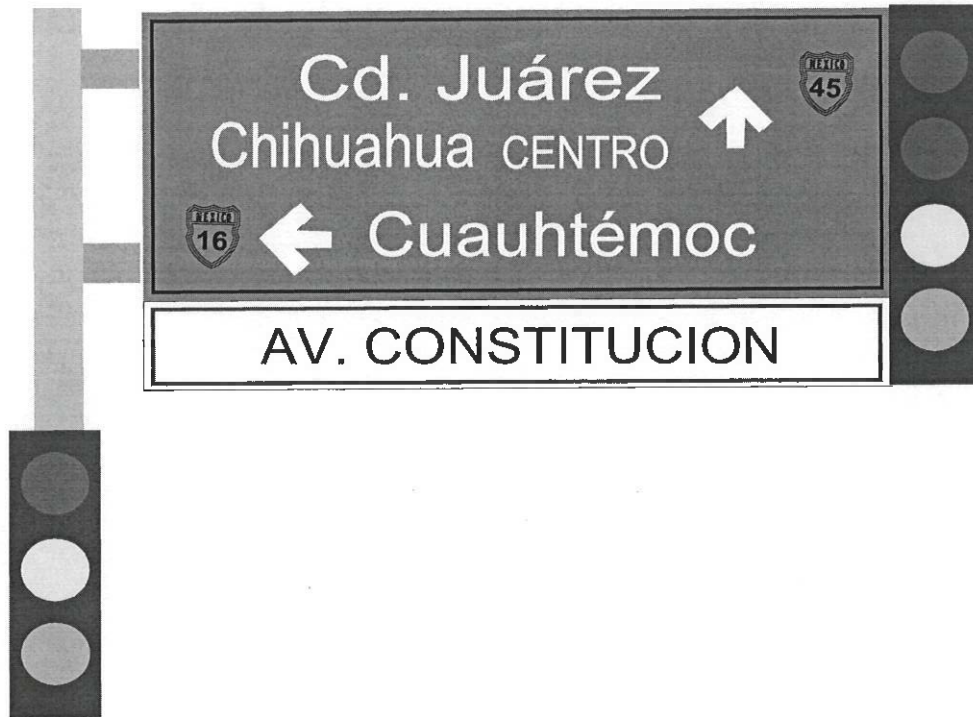 Cd. Juárez
MEXICO
45
Chihuahua CENTRO
MEXICO
16
Cuauhtémoc
AV. CONSTITUCION